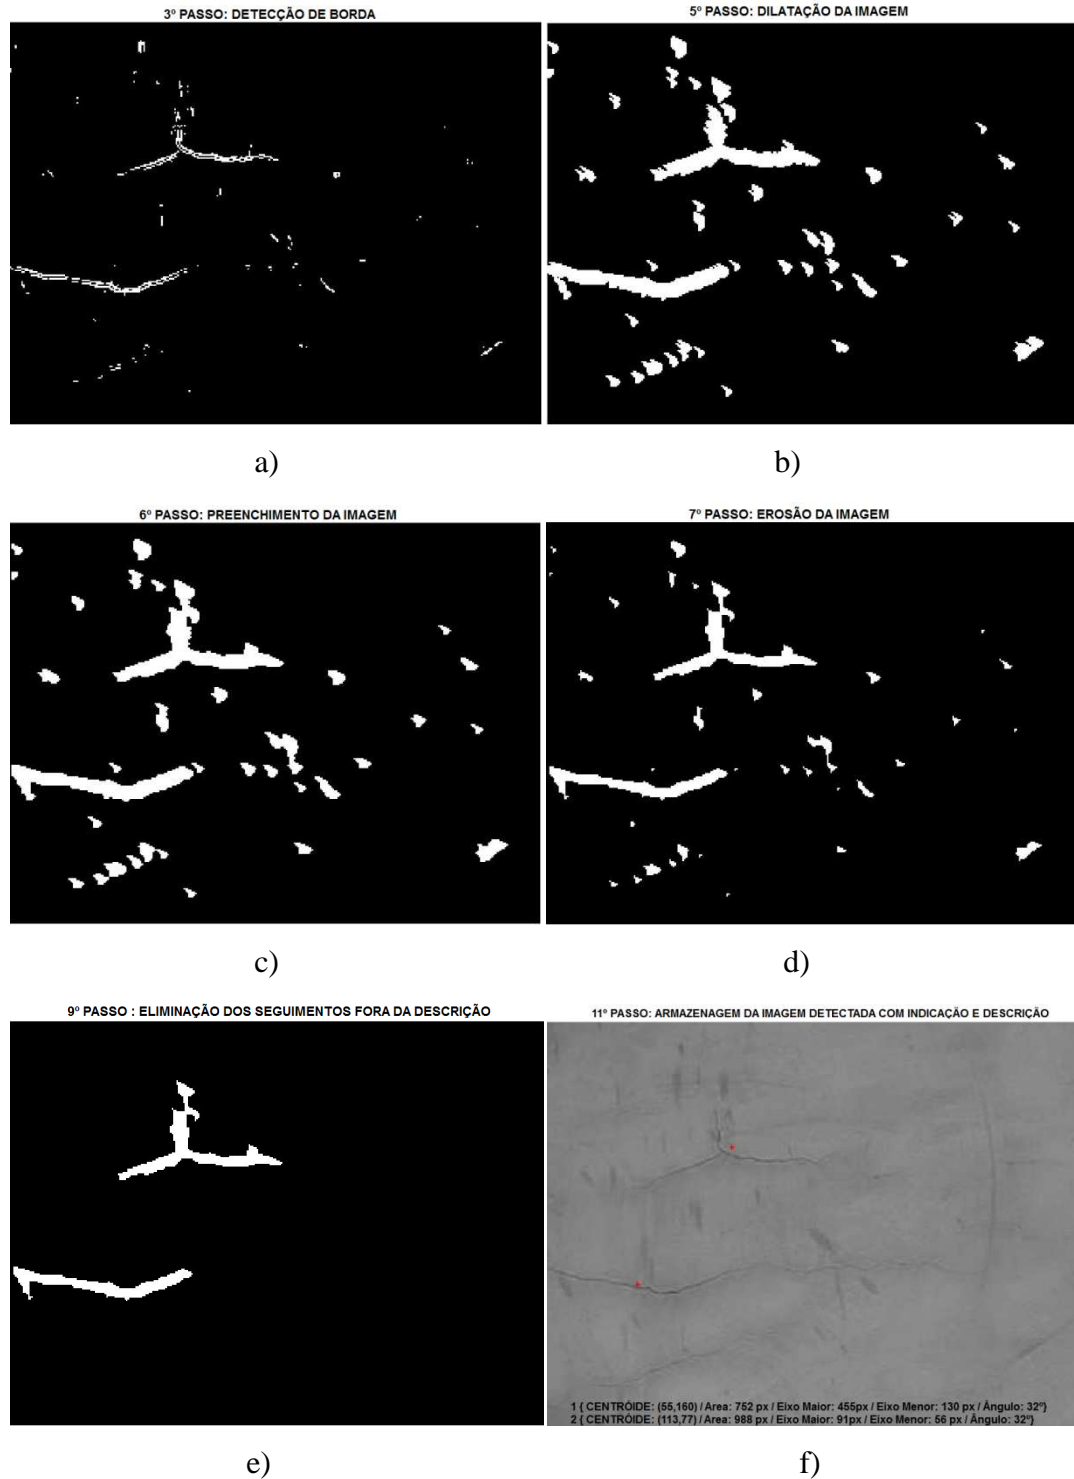 3º PASSO: DETECÇÃO DE BORDA
5º PASSO: DILATAÇÃO DA IMAGEM
a)
b)
6º PASSO: PREENCHIMENTO DA IMAGEM
7º PASSO: EROSÃO DA IMAGEM
c)
d)
9º PASSO : ELIMINAÇÃO DOS SEGUIMENTOS FORA DA DESCRIÇÃO
11º PASSO: ARMAZENAGEM DA IMAGEM DETECTADA COM INDICAÇÃO E DESCRIÇÃO
1 { CENTRÓIDE: (55,160) / Area: 752 px / Eixo Maior: 455px / Eixo Menor: 130 px / Ângulo: 32º}
2 { CENTRÓIDE: (113,77) / Area: 988 px / Eixo Maior: 91px / Eixo Menor: 56 px / Ângulo: 32º}
e)
f)